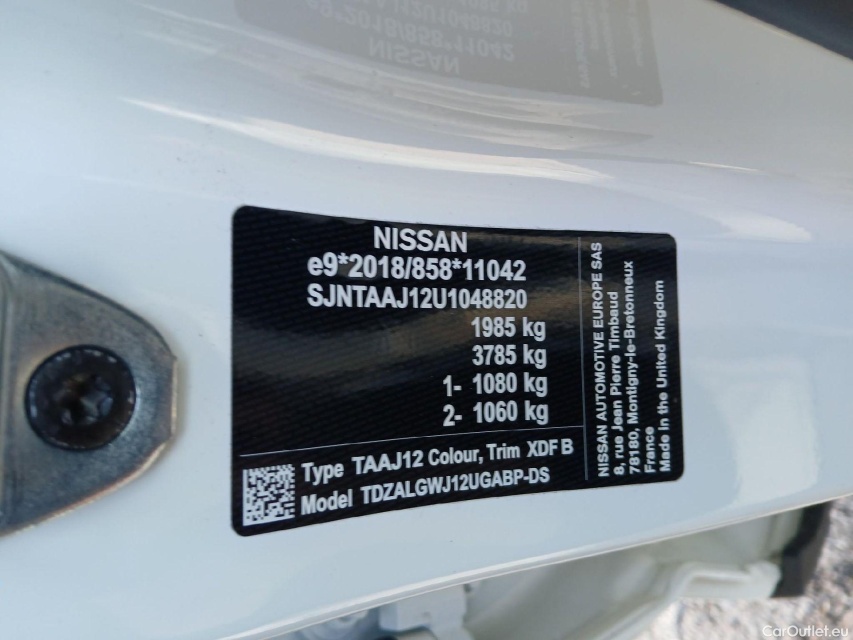 NISSAN
e9*2018/858*11042
SJNTAAJ12U1048820
1985 kg
3785 kg
1- 1080 kg
2- 1060 kg
Type TAAJ12 Colour, Trim XDF B
Model TDZALGWJ12UGABP-DS
NISSAN AUTOMOTIVE EUROPE SAS
8, rue Jean Pierre Timbaud
78180, Montigny-le-Bretonneux
France
Made in the United Kingdom
CarOutlet.eu